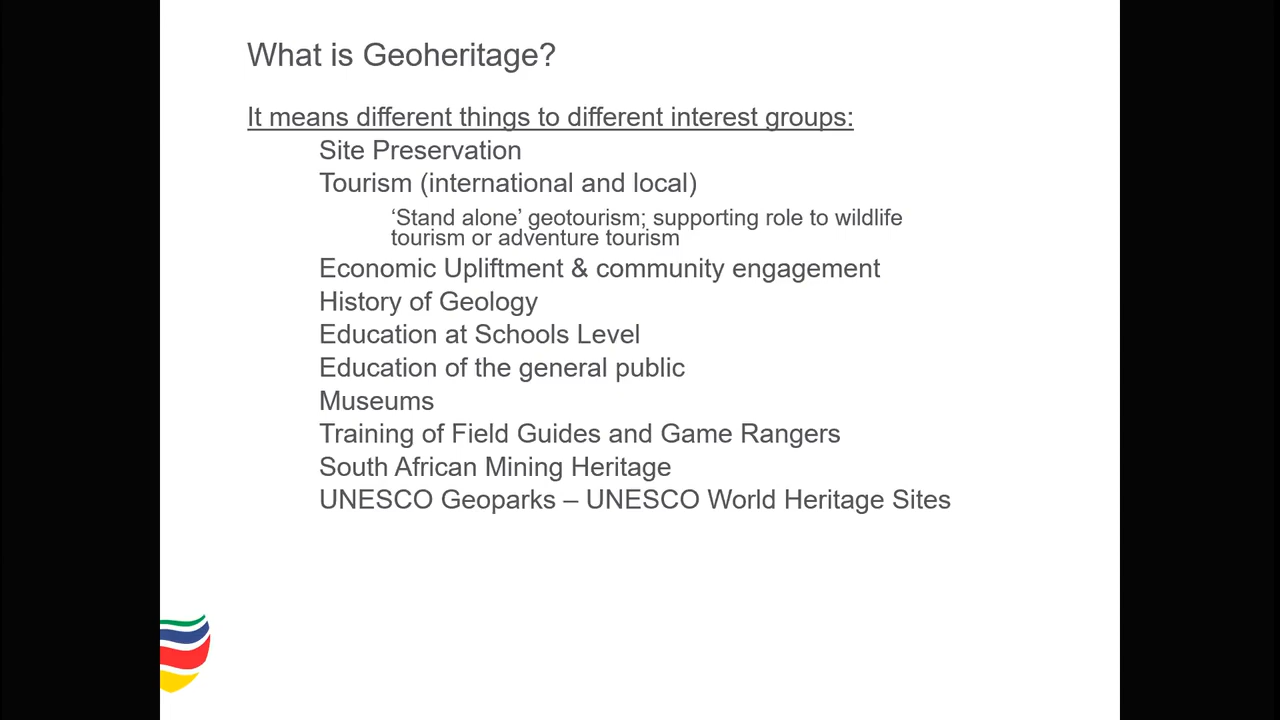 What is Geoheritage?
It means different things to different interest groups:
Site Preservation
Tourism (international and local)
‘Stand alone’ geotourism; supporting role to wildlife
tourism or adventure tourism
Economic Upliftment & community engagement
History of Geology
Education at Schools Level
Education of the general public
Museums
Training of Field Guides and Game Rangers
South African Mining Heritage
UNESCO Geoparks – UNESCO World Heritage Sites